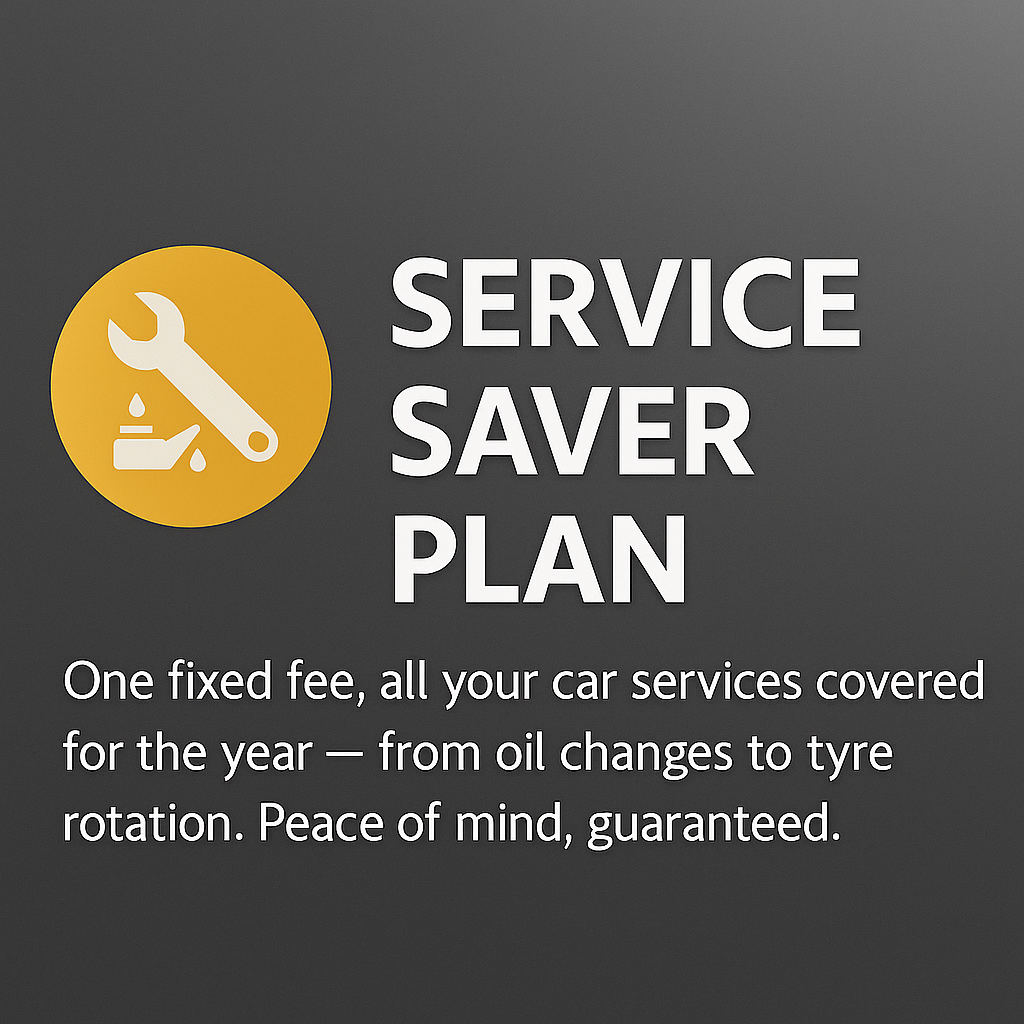 SERVICE
SAVER
PLAN
One fixed fee, all your car services covered
for the year — from oil changes to tyre
rotation. Peace of mind, guaranteed.